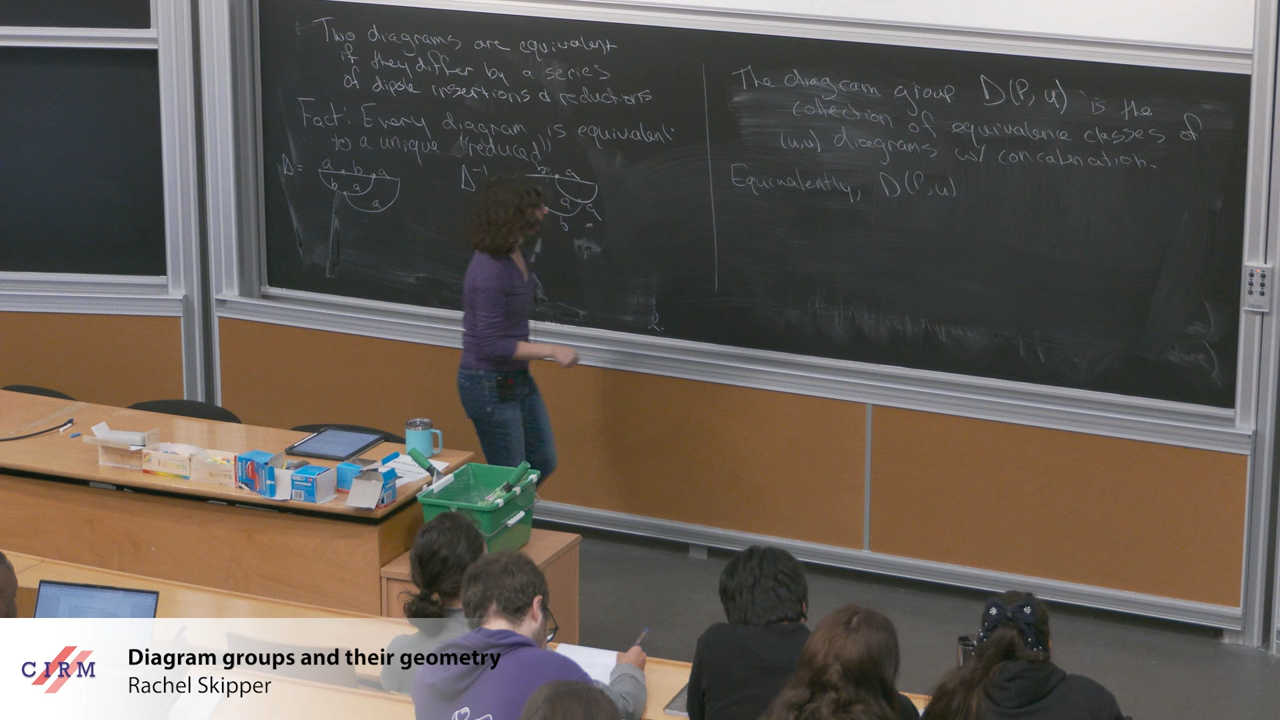 Two diagrams are equivalent
if they differ by a series
of dipole insertions & reductions
Fact: Every diagram is equivalent
to a unique "reduced"
Δ = a b a
b a
a
Δ⁻¹
b a
a a
b
The diagram group D(P, u) is the
collection of equivalence classes of
(u,u) diagrams w/ concatenation.
Equivalently, D(P,u)
CIRM
Diagram groups and their geometry
Rachel Skipper